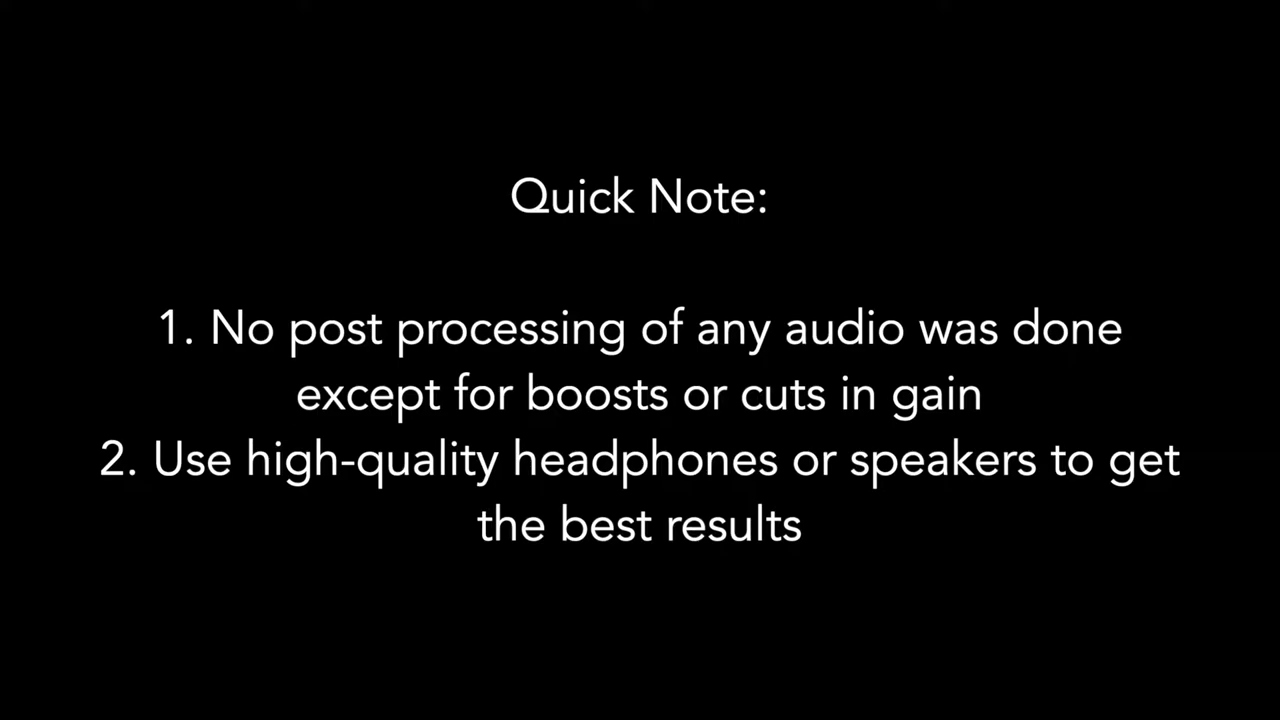 Quick Note:
1. No post processing of any audio was done
except for boosts or cuts in gain
2. Use high-quality headphones or speakers to get
the best results